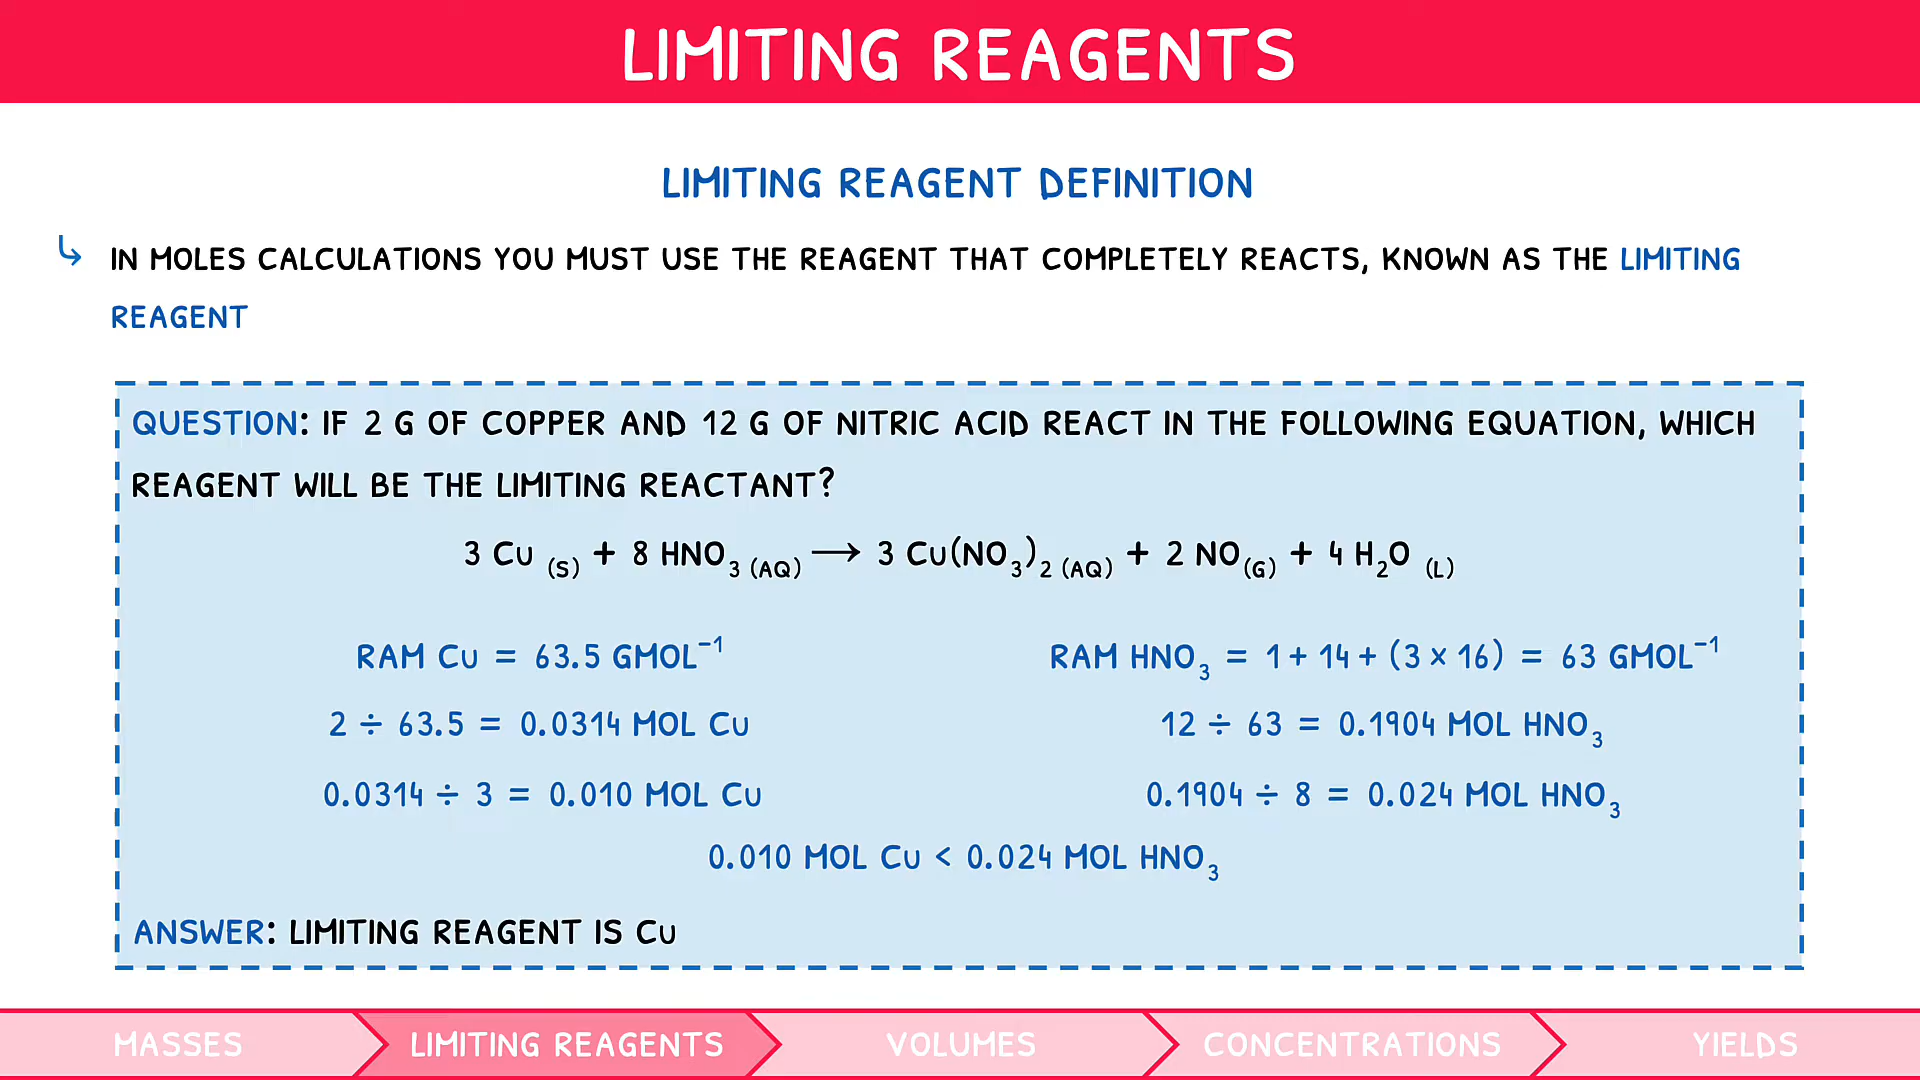 LIMITING REAGENTS
LIMITING REAGENT DEFINITION
↳ IN MOLES CALCULATIONS YOU MUST USE THE REAGENT THAT COMPLETELY REACTS, KNOWN AS THE LIMITING
REAGENT
QUESTION: IF 2 G OF COPPER AND 12 G OF NITRIC ACID REACT IN THE FOLLOWING EQUATION, WHICH
REAGENT WILL BE THE LIMITING REACTANT?
3 Cu (S) + 8 HNO₃ (AQ) ⟶ 3 Cu(NO₃)₂ (AQ) + 2 NO(G) + 4 H₂O (L)
RAM Cu = 63.5 GMOL⁻¹ RAM HNO₃ = 1 + 14 + (3 × 16) = 63 GMOL⁻¹
2 ÷ 63.5 = 0.0314 MOL Cu 12 ÷ 63 = 0.1904 MOL HNO₃
0.0314 ÷ 3 = 0.010 MOL Cu 0.1904 ÷ 8 = 0.024 MOL HNO₃
0.010 MOL Cu < 0.024 MOL HNO₃
ANSWER: LIMITING REAGENT IS Cu
MASSES LIMITING REAGENTS VOLUMES CONCENTRATIONS YIELDS